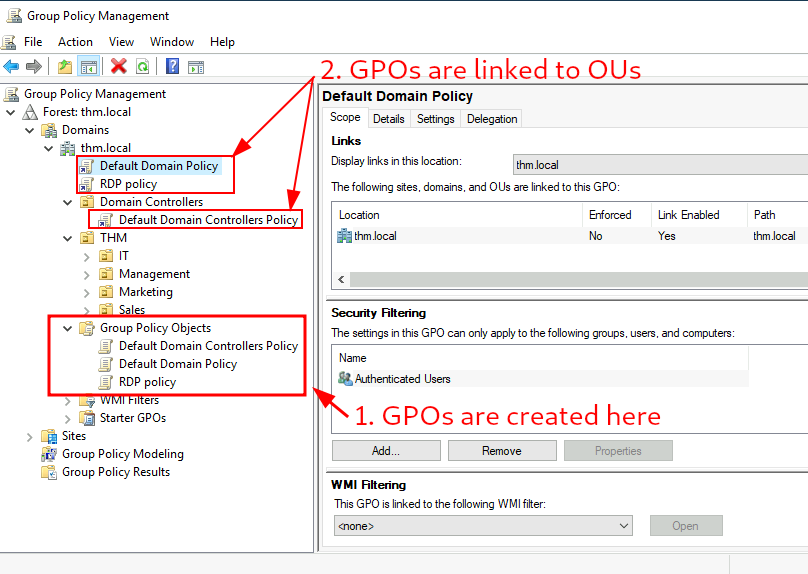 Group Policy Management
File Action View Window Help
2. GPOs are linked to OUs
Group Policy Management
Forest: thm.local
Domains
thm.local
Default Domain Policy
RDP policy
Domain Controllers
Default Domain Controllers Policy
THM
IT
Management
Marketing
Sales
Group Policy Objects
Default Domain Controllers Policy
Default Domain Policy
RDP policy
WMI Filters
Starter GPOs
Sites
Group Policy Modeling
Group Policy Results
Default Domain Policy
Scope Details Settings Delegation
Links
Display links in this location: thm.local
The following sites, domains, and OUs are linked to this GPO:
Location Enforced Link Enabled Path
thm.local No Yes thm.local
Security Filtering
The settings in this GPO can only apply to the following groups, users, and computers:
Name
Authenticated Users
1. GPOs are created here
Add... Remove Properties
WMI Filtering
This GPO is linked to the following WMI filter:
<none> Open